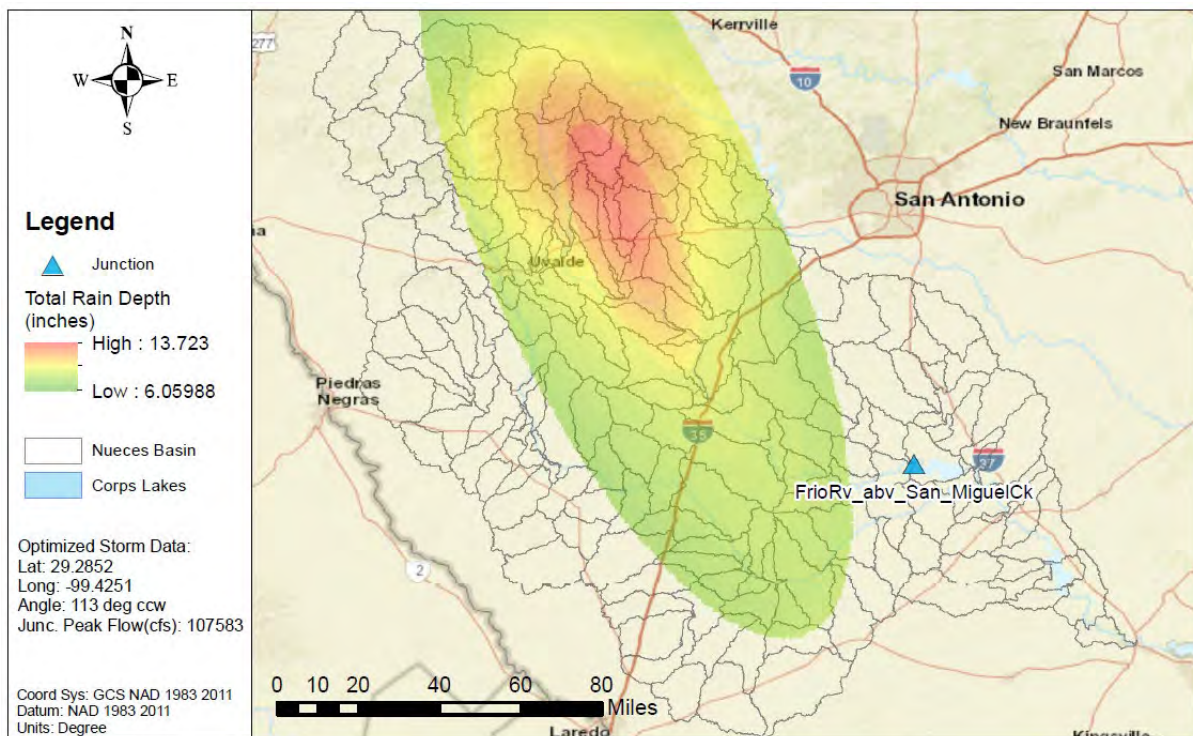 N
W
E
S
Legend
Junction
Total Rain Depth
(inches)
High : 13.723
Low : 6.05988
Nueces Basin
Corps Lakes
Optimized Storm Data:
Lat: 29.2852
Long: -99.4251
Angle: 113 deg ccw
Junc. Peak Flow(cfs): 107583
Coord Sys: GCS NAD 1983 2011
Datum: NAD 1983 2011
Units: Degree
277
Kerrville
10
San Marcos
New Braunfels
San Antonio
Uvalde
Piedras
Negras
35
37
FrioRv_abv_San_MiguelCk
2
0 10 20 40 60 80
Miles
Laredo
Kingsville